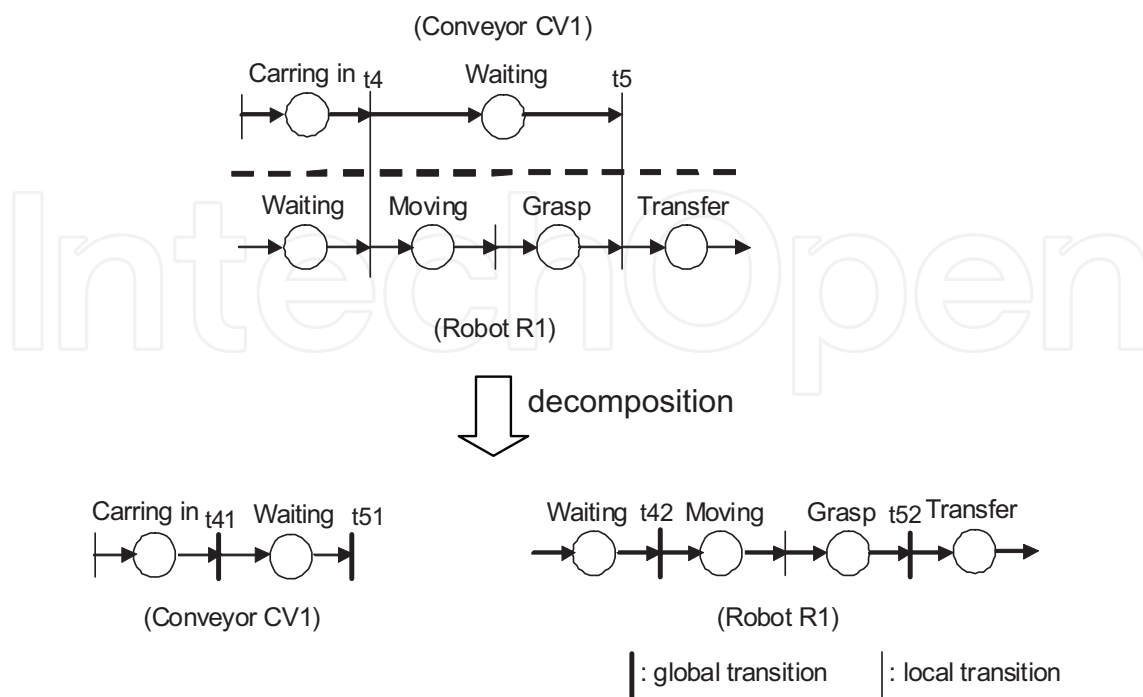 (Conveyor CV1)
Carring in t4 Waiting t5
Waiting Moving Grasp Transfer
IntechOpen
(Robot R1)
decomposition
Carring in t41 Waiting t51
(Conveyor CV1)
Waiting t42 Moving Grasp t52 Transfer
(Robot R1)
: global transition : local transition